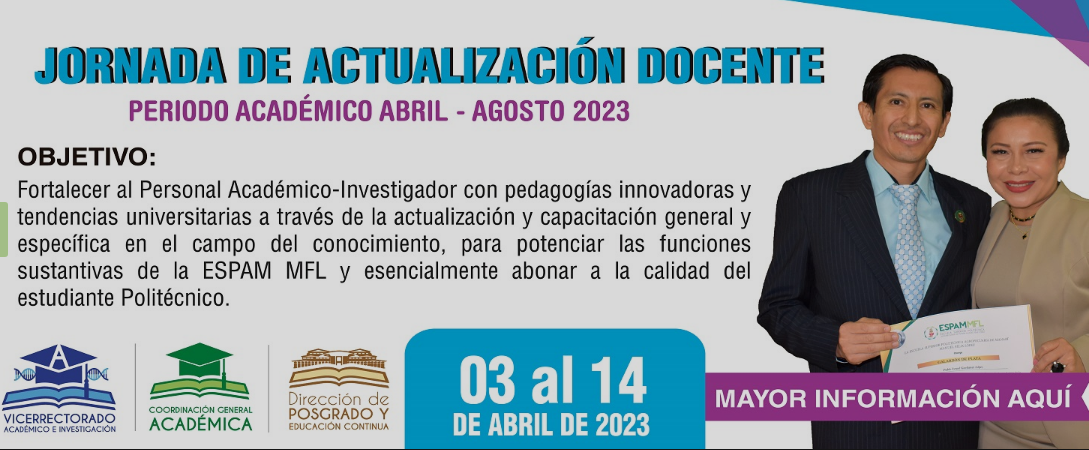 JORNADA DE ACTUALIZACIÓN DOCENTE
PERIODO ACADÉMICO ABRIL - AGOSTO 2023
OBJETIVO:
Fortalecer al Personal Académico-Investigador con pedagogías innovadoras y
tendencias universitarias a través de la actualización y capacitación general y
específica en el campo del conocimiento, para potenciar las funciones
sustantivas de la ESPAM MFL y esencialmente abonar a la calidad del
estudiante Politécnico.
VICERRECTORADO
ACADÉMICO E INVESTIGACIÓN
COORDINACIÓN GENERAL
ACADÉMICA
Dirección de
POSGRADO Y
EDUCACIÓN CONTINUA
03 al 14
DE ABRIL DE 2023
ESPAMMFL
MAYOR INFORMACIÓN AQUÍ